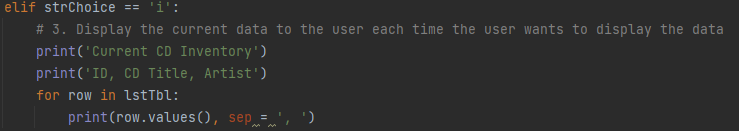 elif strChoice == 'i':
    # 3. Display the current data to the user each time the user wants to display the data
    print('Current CD Inventory')
    print('ID, CD Title, Artist')
    for row in lstTbl:
        print(row.values(), sep = ', ')